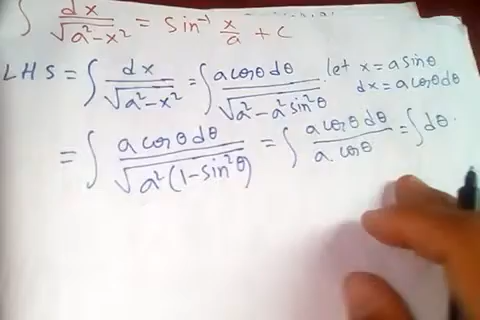 ∫ dx/√(a²-x²) = sin⁻¹ x/a + c
LHS = ∫ dx/√(a²-x²) = ∫ a cosθ dθ/√(a²-a²sin²θ) let x = a sinθ
dx = a cosθ dθ
= ∫ a cosθ dθ/√(a²(1-sin²θ)) = ∫ a cosθ dθ/a cosθ = ∫ dθ.